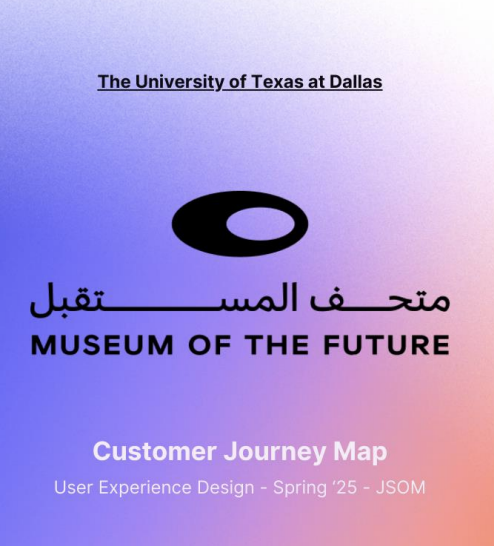 The University of Texas at Dallas
متحـــف المســـــــــتقبل
MUSEUM OF THE FUTURE
Customer Journey Map
User Experience Design - Spring ‘25 - JSOM